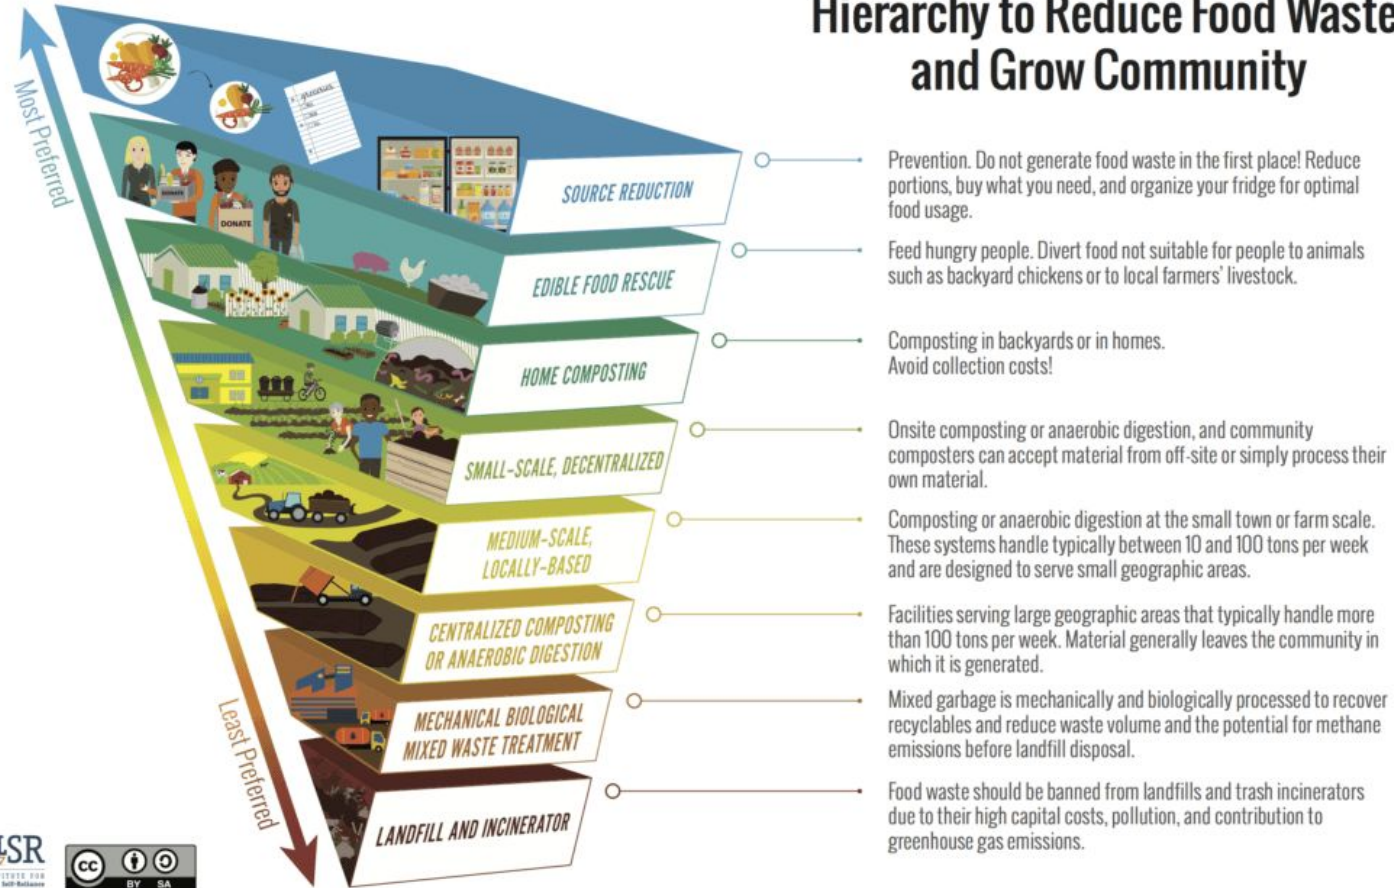 Hierarchy to Reduce Food Waste
and Grow Community
Most Preferred
groceries
DONATE
DONATE
SOURCE REDUCTION
Prevention. Do not generate food waste in the first place! Reduce
portions, buy what you need, and organize your fridge for optimal
food usage.
EDIBLE FOOD RESCUE
Feed hungry people. Divert food not suitable for people to animals
such as backyard chickens or to local farmers' livestock.
HOME COMPOSTING
Composting in backyards or in homes.
Avoid collection costs!
SMALL-SCALE, DECENTRALIZED
Onsite composting or anaerobic digestion, and community
composters can accept material from off-site or simply process their
own material.
MEDIUM-SCALE,
LOCALLY-BASED
Composting or anaerobic digestion at the small town or farm scale.
These systems handle typically between 10 and 100 tons per week
and are designed to serve small geographic areas.
CENTRALIZED COMPOSTING
OR ANAEROBIC DIGESTION
Facilities serving large geographic areas that typically handle more
than 100 tons per week. Material generally leaves the community in
which it is generated.
MECHANICAL BIOLOGICAL
MIXED WASTE TREATMENT
Mixed garbage is mechanically and biologically processed to recover
recyclables and reduce waste volume and the potential for methane
emissions before landfill disposal.
LANDFILL AND INCINERATOR
Food waste should be banned from landfills and trash incinerators
due to their high capital costs, pollution, and contribution to
greenhouse gas emissions.
Least Preferred
LSR
Self-Reliance
cc
BY SA